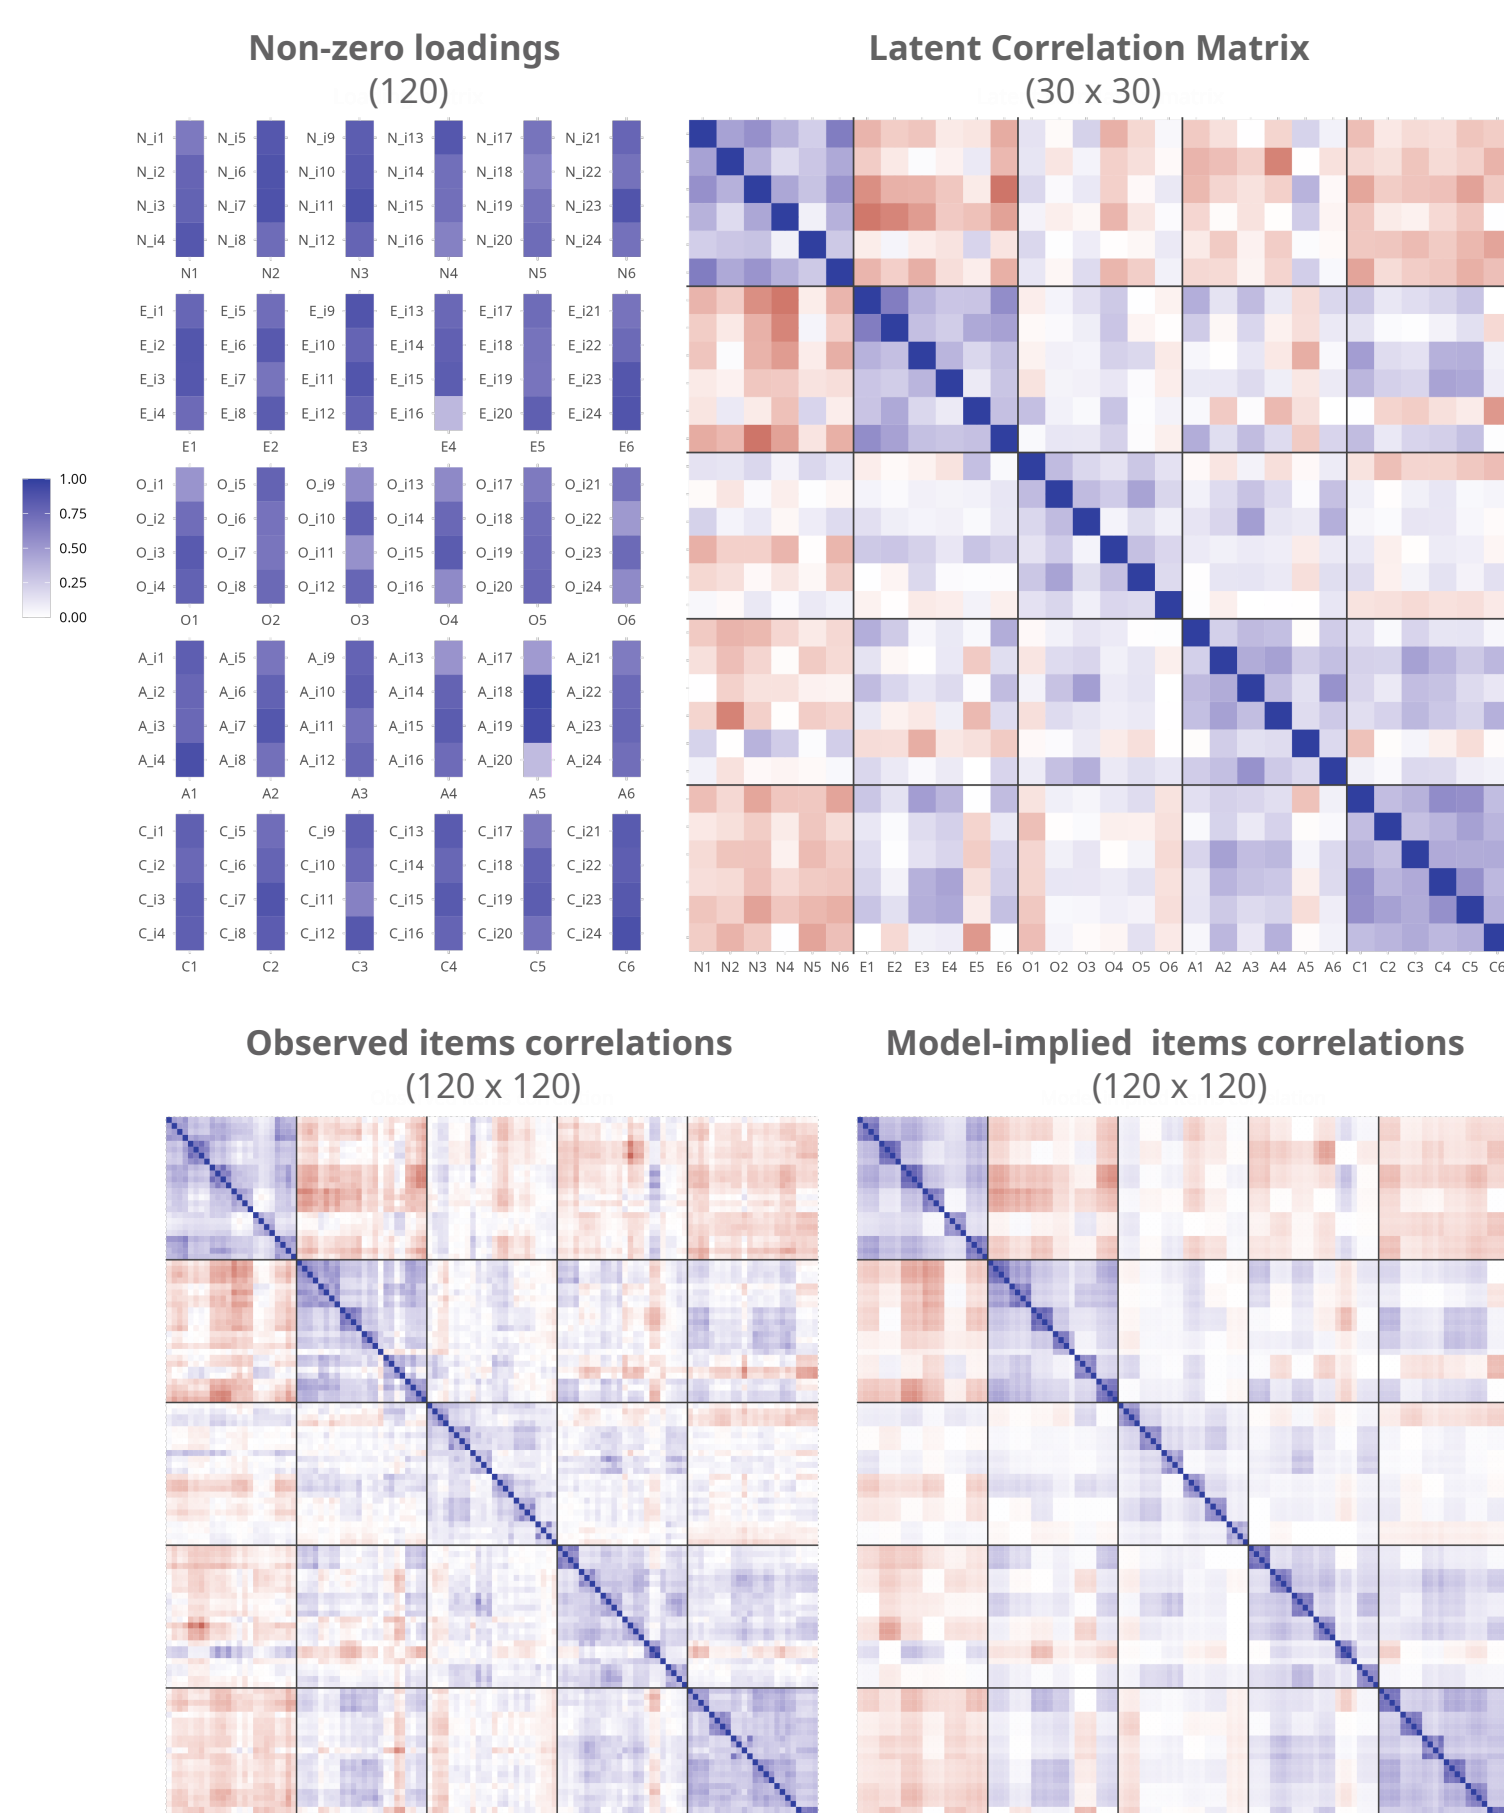 Non-zero loadings
(120)
Latent Correlation Matrix
(30 x 30)
N_i1 N_i5 N_i9 N_i13 N_i17 N_i21
N_i2 N_i6 N_i10 N_i14 N_i18 N_i22
N_i3 N_i7 N_i11 N_i15 N_i19 N_i23
N_i4 N_i8 N_i12 N_i16 N_i20 N_i24
N1 N2 N3 N4 N5 N6
E_i1 E_i5 E_i9 E_i13 E_i17 E_i21
E_i2 E_i6 E_i10 E_i14 E_i18 E_i22
E_i3 E_i7 E_i11 E_i15 E_i19 E_i23
E_i4 E_i8 E_i12 E_i16 E_i20 E_i24
E1 E2 E3 E4 E5 E6
1.00
0.75
0.50
0.25
0.00
O_i1 O_i5 O_i9 O_i13 O_i17 O_i21
O_i2 O_i6 O_i10 O_i14 O_i18 O_i22
O_i3 O_i7 O_i11 O_i15 O_i19 O_i23
O_i4 O_i8 O_i12 O_i16 O_i20 O_i24
O1 O2 O3 O4 O5 O6
A_i1 A_i5 A_i9 A_i13 A_i17 A_i21
A_i2 A_i6 A_i10 A_i14 A_i18 A_i22
A_i3 A_i7 A_i11 A_i15 A_i19 A_i23
A_i4 A_i8 A_i12 A_i16 A_i20 A_i24
A1 A2 A3 A4 A5 A6
C_i1 C_i5 C_i9 C_i13 C_i17 C_i21
C_i2 C_i6 C_i10 C_i14 C_i18 C_i22
C_i3 C_i7 C_i11 C_i15 C_i19 C_i23
C_i4 C_i8 C_i12 C_i16 C_i20 C_i24
C1 C2 C3 C4 C5 C6
N1 N2 N3 N4 N5 N6 E1 E2 E3 E4 E5 E6 O1 O2 O3 O4 O5 O6 A1 A2 A3 A4 A5 A6 C1 C2 C3 C4 C5 C6
Observed items correlations
(120 x 120)
Model-implied items correlations
(120 x 120)